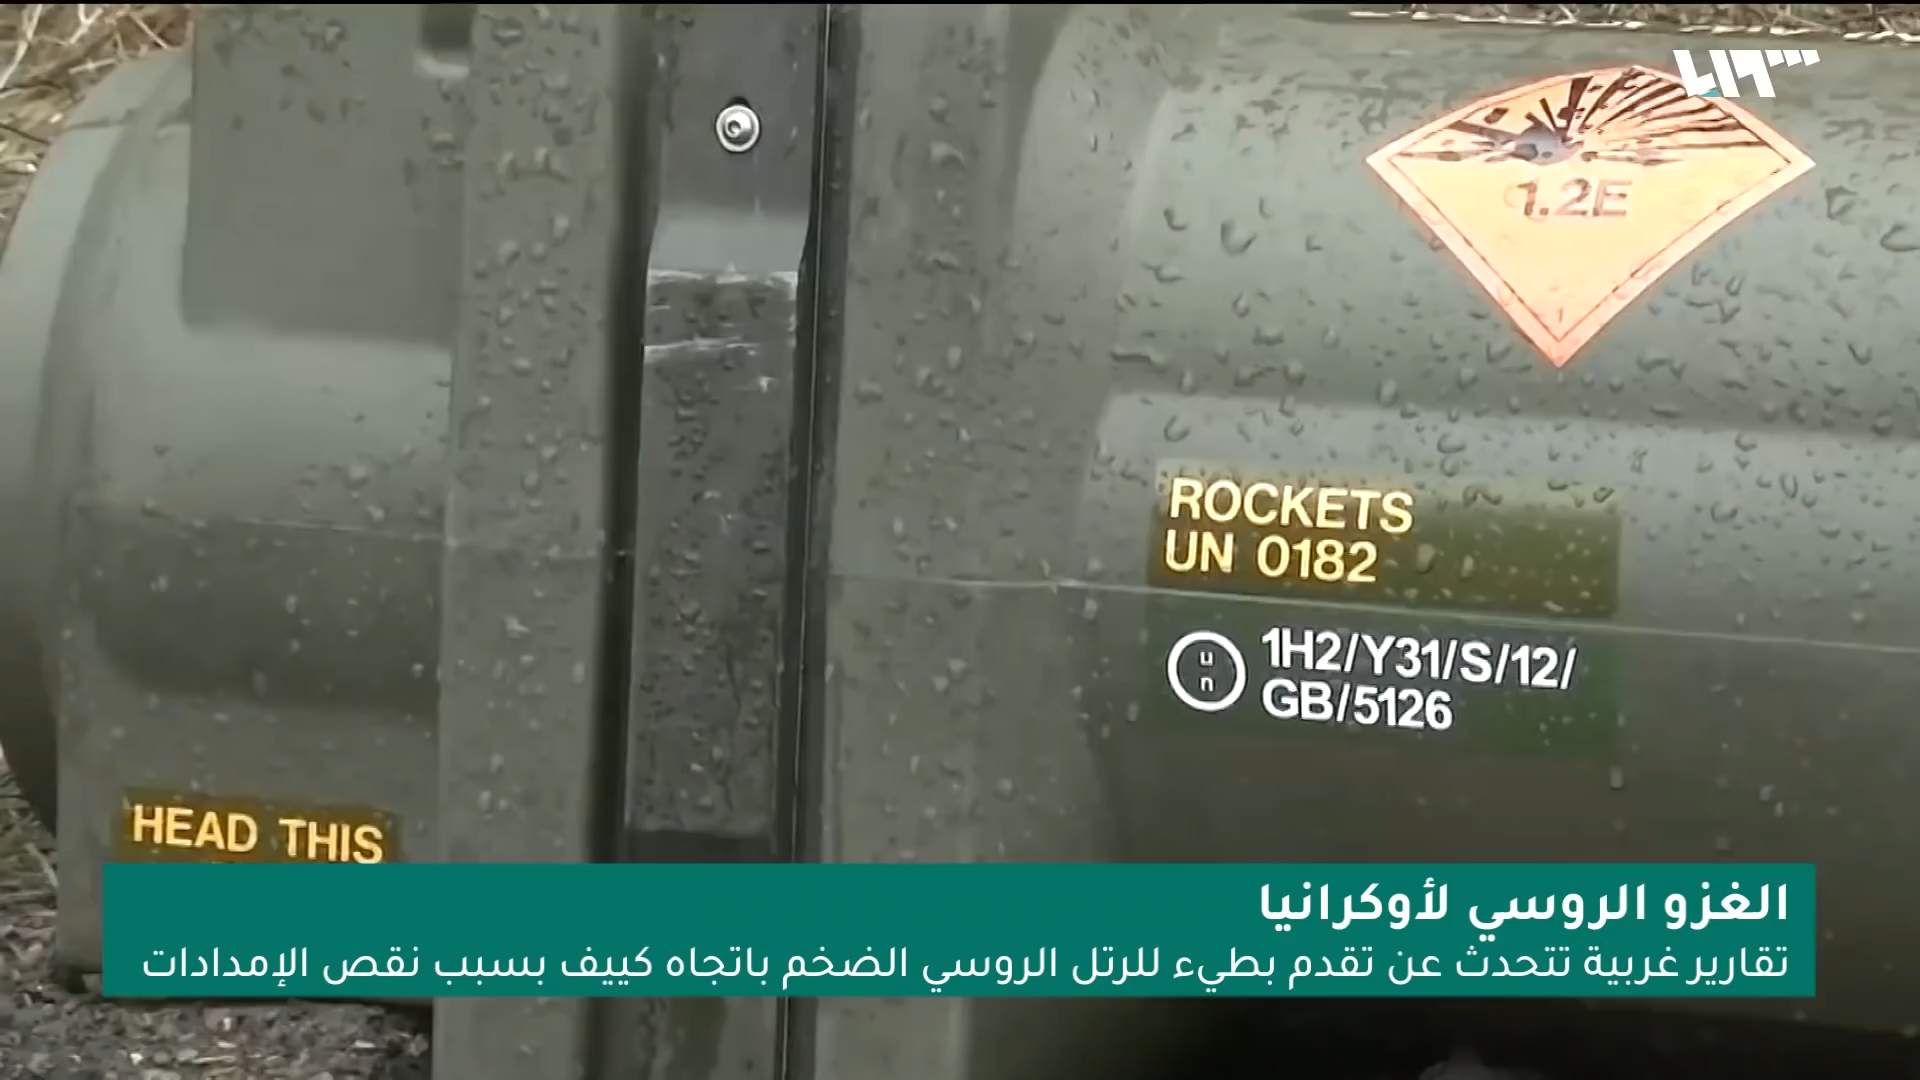 1.2E
ROCKETS
UN 0182
u
n
1H2/Y31/S/12/
GB/5126
HEAD THIS
الغزو الروسي لأوكرانيا
تقارير غربية تتحدث عن تقدم بطيء للرتل الروسي الضخم باتجاه كييف بسبب نقص الإمدادات